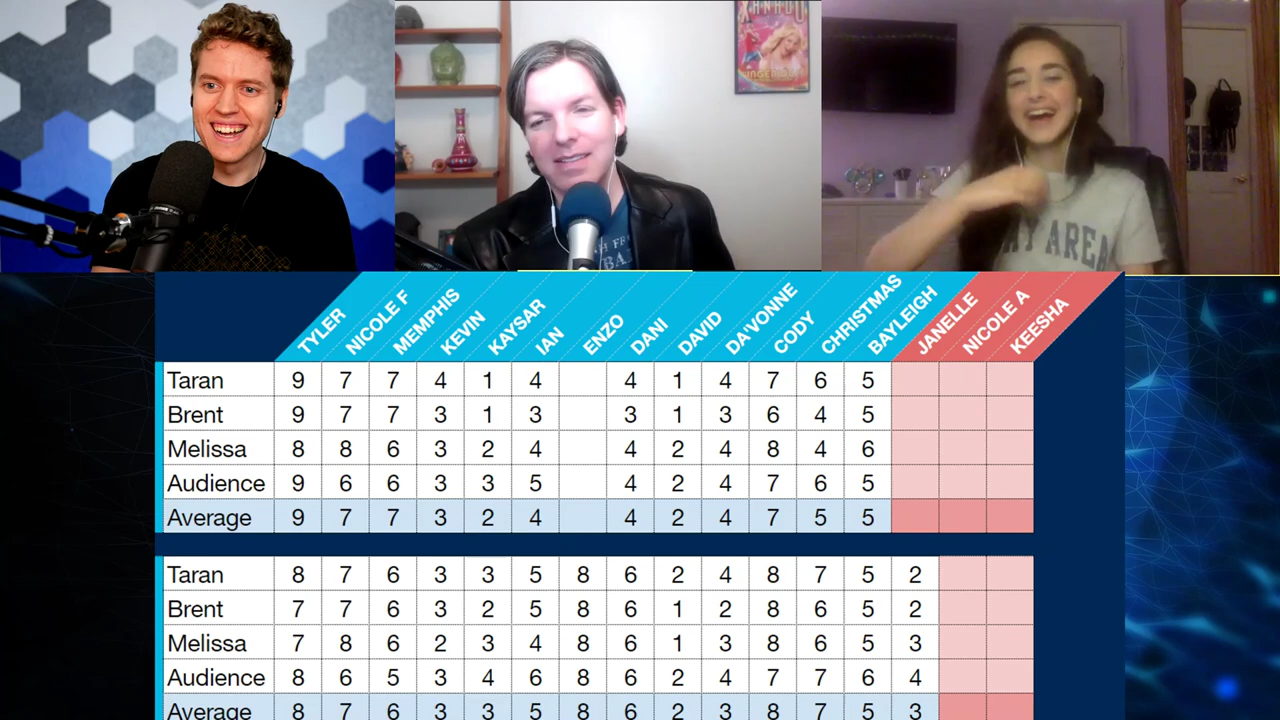 XANADU
AY AREA
TYLER NICOLE F MEMPHIS KEVIN KAYSAR IAN ENZO DANI DAVID DA'VONNE CODY CHRISTMAS BAYLEIGH JANELLE NICOLE A KEESHA
Taran 9 7 7 4 1 4 4 1 4 7 6 5
Brent 9 7 7 3 1 3 3 1 3 6 4 5
Melissa 8 8 6 3 2 4 4 2 4 8 4 6
Audience 9 6 6 3 3 5 4 2 4 7 6 5
Average 9 7 7 3 2 4 4 2 4 7 5 5
Taran 8 7 6 3 3 5 8 6 2 4 8 7 5 2
Brent 7 7 6 3 2 5 8 6 1 2 8 6 5 2
Melissa 7 8 6 2 3 4 8 6 1 3 8 6 5 3
Audience 8 6 5 3 4 6 8 6 2 4 7 7 6 4
Average 8 7 6 3 3 5 8 6 2 3 8 7 5 3